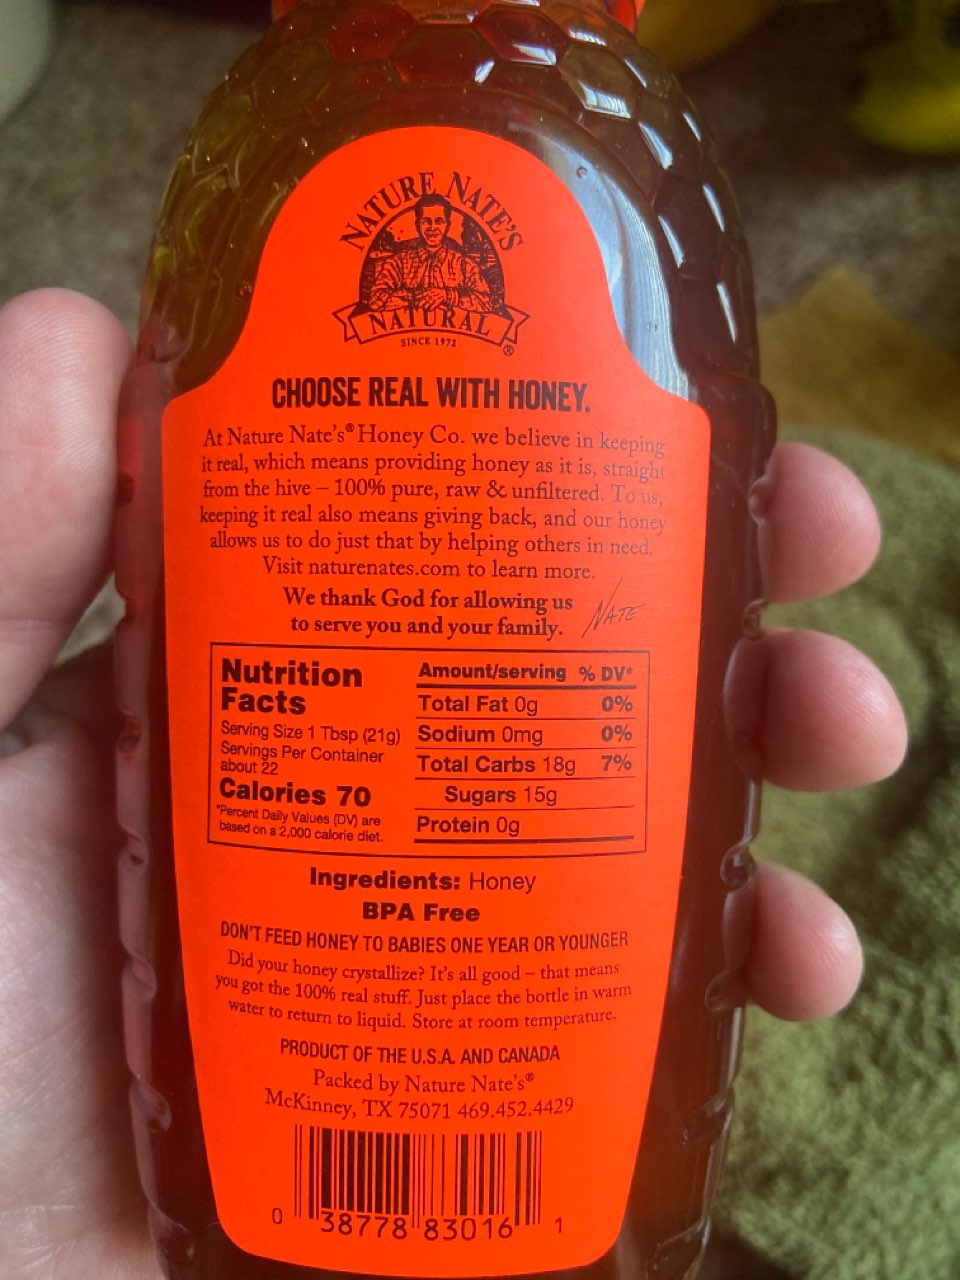 NATURE NATE'S
NATURAL
SINCE 1972
®
CHOOSE REAL WITH HONEY.
At Nature Nate's® Honey Co. we believe in keeping
it real, which means providing honey as it is, straight
from the hive – 100% pure, raw & unfiltered. To us,
keeping it real also means giving back, and our honey
allows us to do just that by helping others in need.
Visit naturenates.com to learn more.
We thank God for allowing us
to serve you and your family.
NATE
Nutrition
Facts
Serving Size 1 Tbsp (21g)
Servings Per Container
about 22
Calories 70
*Percent Daily Values (DV) are
based on a 2,000 calorie diet.
Amount/serving % DV*
Total Fat 0g 0%
Sodium 0mg 0%
Total Carbs 18g 7%
Sugars 15g
Protein 0g
Ingredients: Honey
BPA Free
DON'T FEED HONEY TO BABIES ONE YEAR OR YOUNGER
Did your honey crystallize? It's all good – that means
you got the 100% real stuff. Just place the bottle in warm
water to return to liquid. Store at room temperature.
PRODUCT OF THE U.S.A. AND CANADA
Packed by Nature Nate's®
McKinney, TX 75071 469.452.4429
0 38778 83016 1